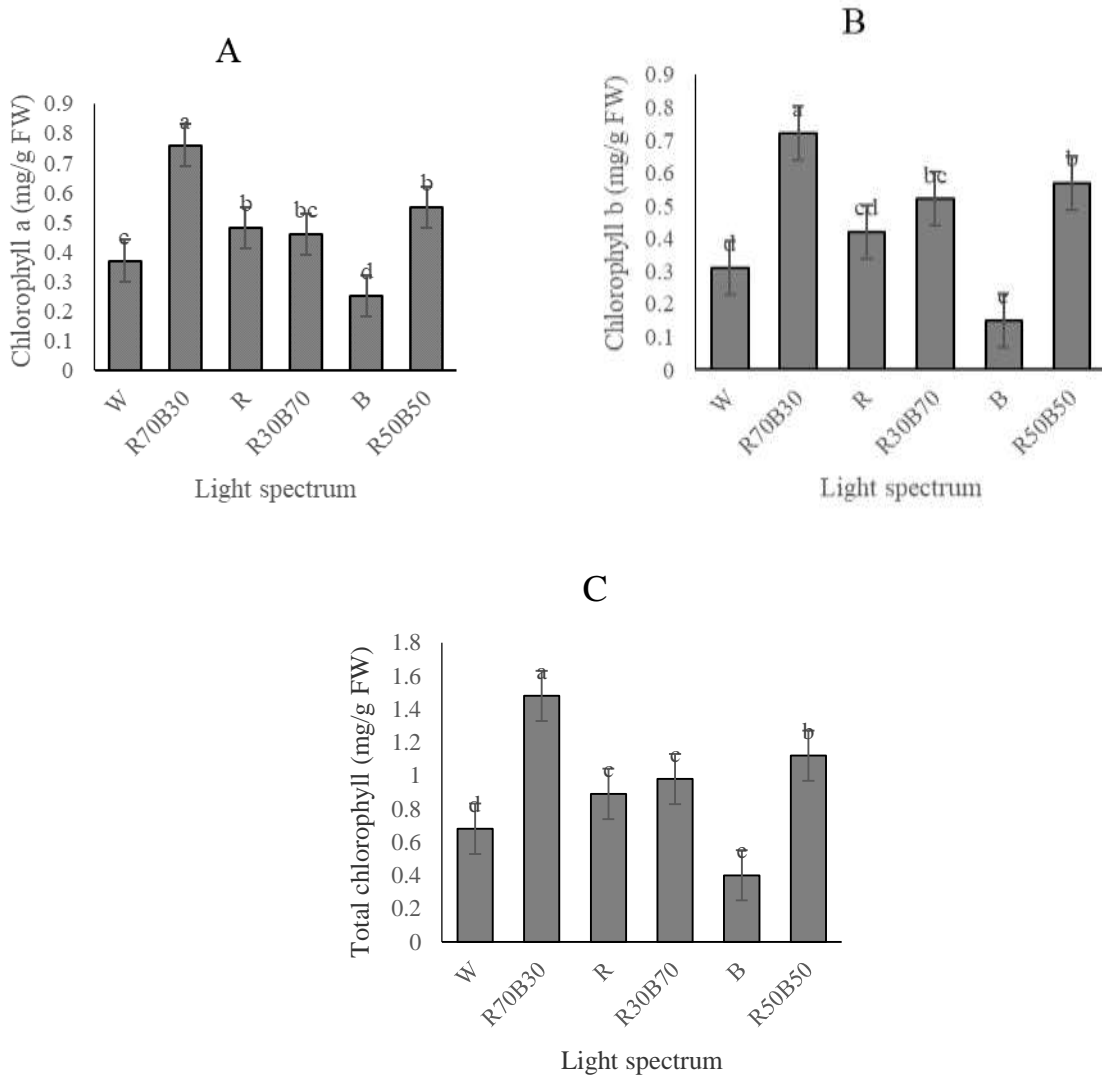 A
Chlorophyll a (mg/g FW)
0.9
0.8
0.7
0.6
0.5
0.4
0.3
0.2
0.1
0
c
a
b
bc
d
b
W
R70B30
R
R30B70
B
R50B50
Light spectrum
B
Chlorophyll b (mg/g FW)
0.9
0.8
0.7
0.6
0.5
0.4
0.3
0.2
0.1
0
d
a
cd
bc
e
b
W
R70B30
R
R30B70
B
R50B50
Light spectrum
C
Total chlorophyll (mg/g FW)
1.8
1.6
1.4
1.2
1
0.8
0.6
0.4
0.2
0
d
a
c
c
e
b
W
R70B30
R
R30B70
B
R50B50
Light spectrum